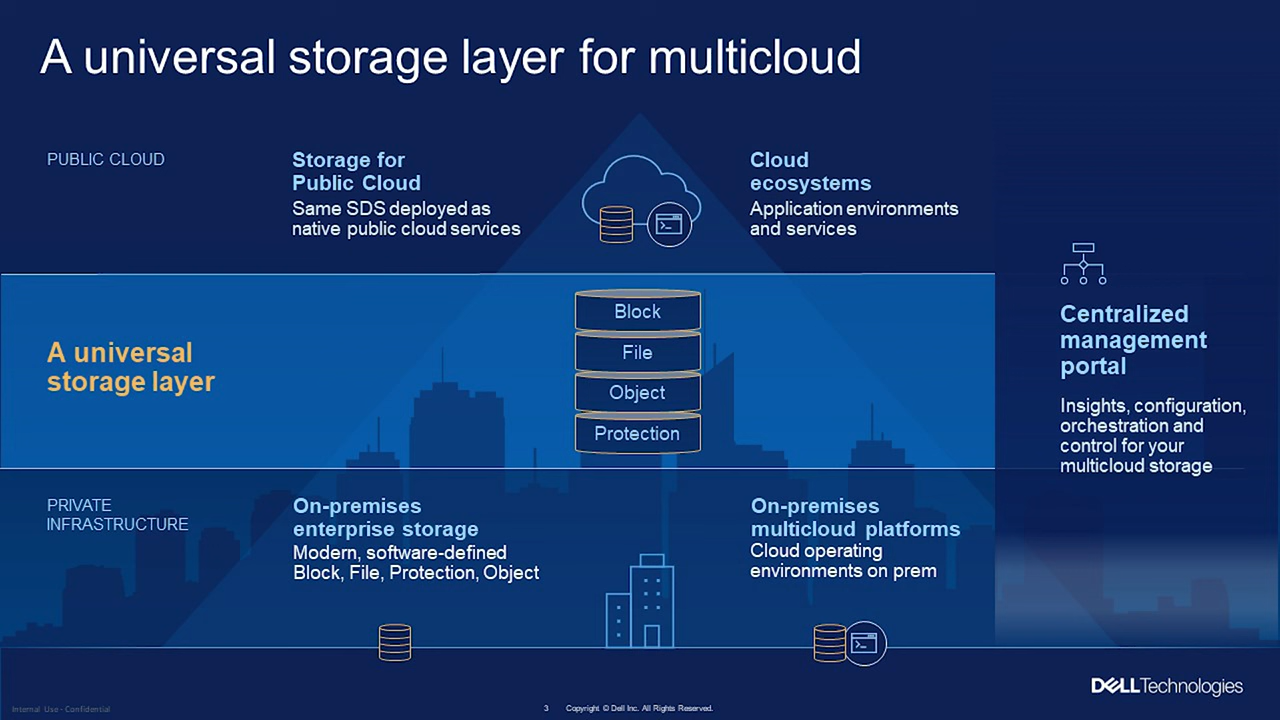 A universal storage layer for multicloud
PUBLIC CLOUD
Storage for
Public Cloud
Same SDS deployed as
native public cloud services
Cloud
ecosystems
Application environments
and services
A universal
storage layer
Block
File
Object
Protection
Centralized
management
portal
Insights, configuration,
orchestration and
control for your
multicloud storage
PRIVATE
INFRASTRUCTURE
On-premises
enterprise storage
Modern, software-defined
Block, File, Protection, Object
On-premises
multicloud platforms
Cloud operating
environments on prem
DELL Technologies
Internal Use - Confidential
3 Copyright © Dell Inc. All Rights Reserved.